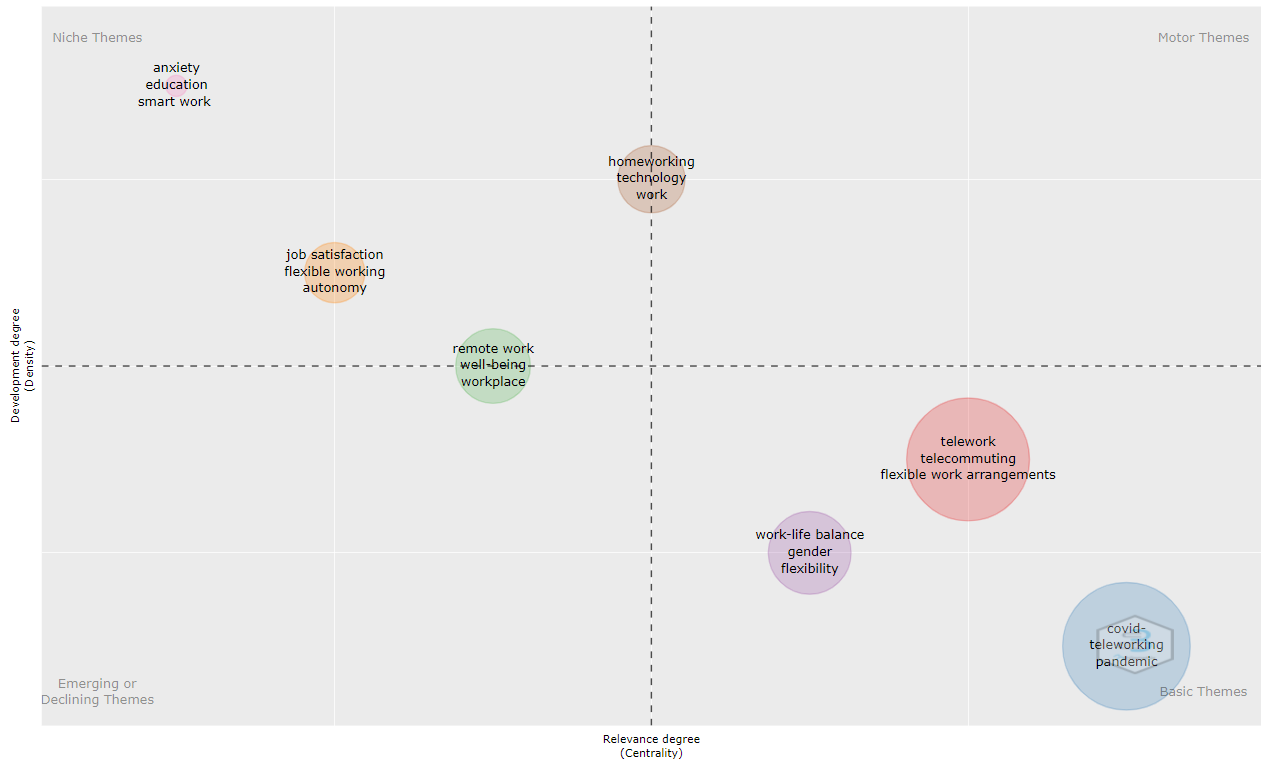 Niche Themes
Motor Themes
anxiety
education
smart work
homeworking
technology
work
job satisfaction
flexible working
autonomy
remote work
well-being
workplace
telework
telecommuting
flexible work arrangements
work-life balance
gender
flexibility
covid-
teleworking
pandemic
Emerging or
Declining Themes
Basic Themes
Development degree
(Density)
Relevance degree
(Centrality)